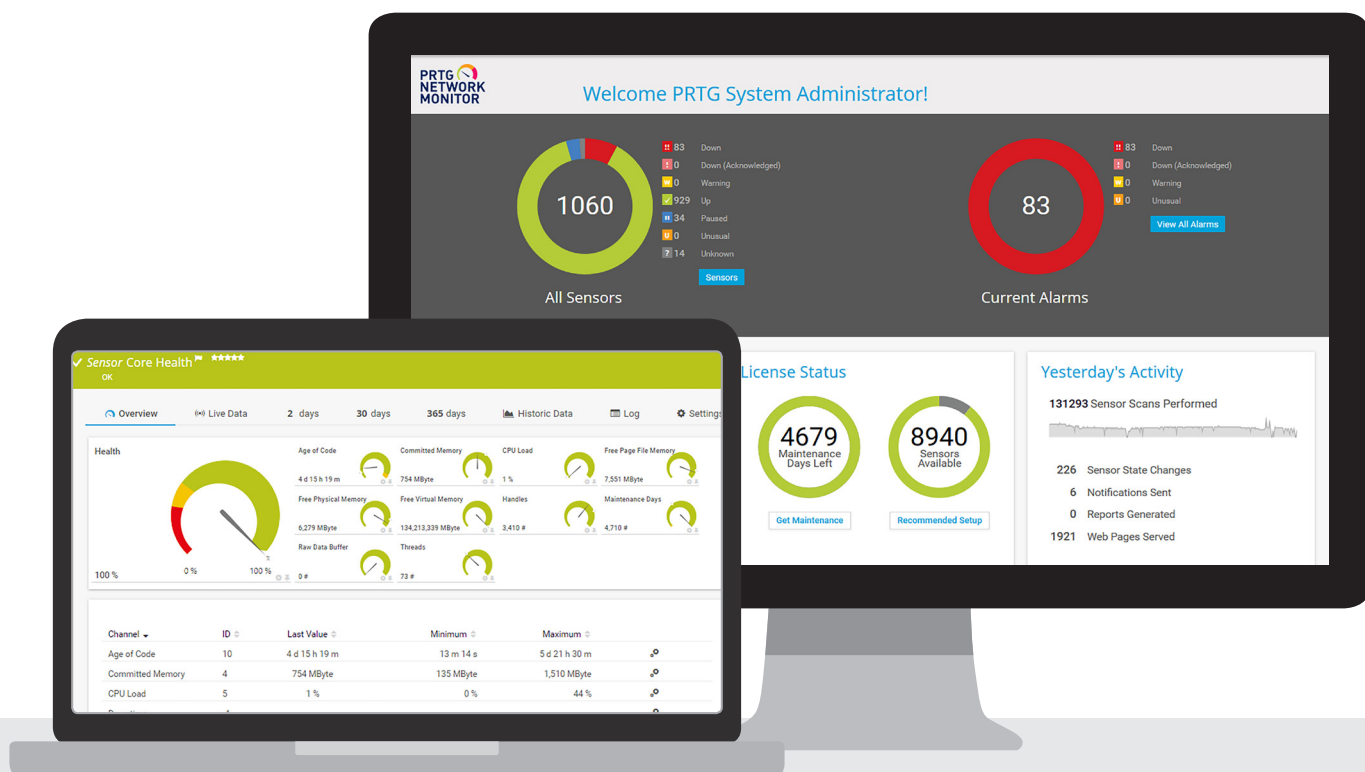 PRTG
NETWORK
MONITOR
Welcome PRTG System Administrator!
1060
All Sensors
!! 83 Down
! 0 Down (Acknowledged)
W 0 Warning
929 Up
II 34 Paused
U 0 Unusual
? 14 Unknown
Sensors
83
Current Alarms
!! 83 Down
! 0 Down (Acknowledged)
W 0 Warning
U 0 Unusual
View All Alarms
License Status
4679
Maintenance
Days Left
Get Maintenance
8940
Sensors
Available
Recommended Setup
Yesterday's Activity
131293 Sensor Scans Performed
226 Sensor State Changes
6 Notifications Sent
0 Reports Generated
1921 Web Pages Served
Sensor Core Health
OK
Overview Live Data 2 days 30 days 365 days Historic Data Log Settings
Health
100 %
0 % 100 %
Age of Code
4 d 15 h 19 m
Committed Memory
754 MByte
CPU Load
1 %
Free Page File Memory
7,551 MByte
Free Physical Memory
6,279 MByte
Free Virtual Memory
134,213,339 MByte
Handles
3,410 #
Maintenance Days
4,710 #
Raw Data Buffer
0 #
Threads
73 #
Channel ID Last Value Minimum Maximum
Age of Code 10 4 d 15 h 19 m 13 m 14 s 5 d 21 h 30 m
Committed Memory 4 754 MByte 135 MByte 1,510 MByte
CPU Load 5 1 % 0 % 44 %